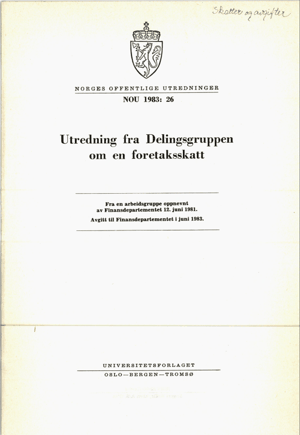 Skatter og avgifter
NORGES OFFENTLIGE UTREDNINGER
NOU 1983: 26
Utredning fra Delingsgruppen
om en foretaksskatt
Fra en arbeidsgruppe oppnevnt
av Finansdepartementet 12. juni 1981.
Avgitt til Finansdepartementet i juni 1983.
UNIVERSITETSFORLAGET
OSLO—BERGEN—TROMSØ